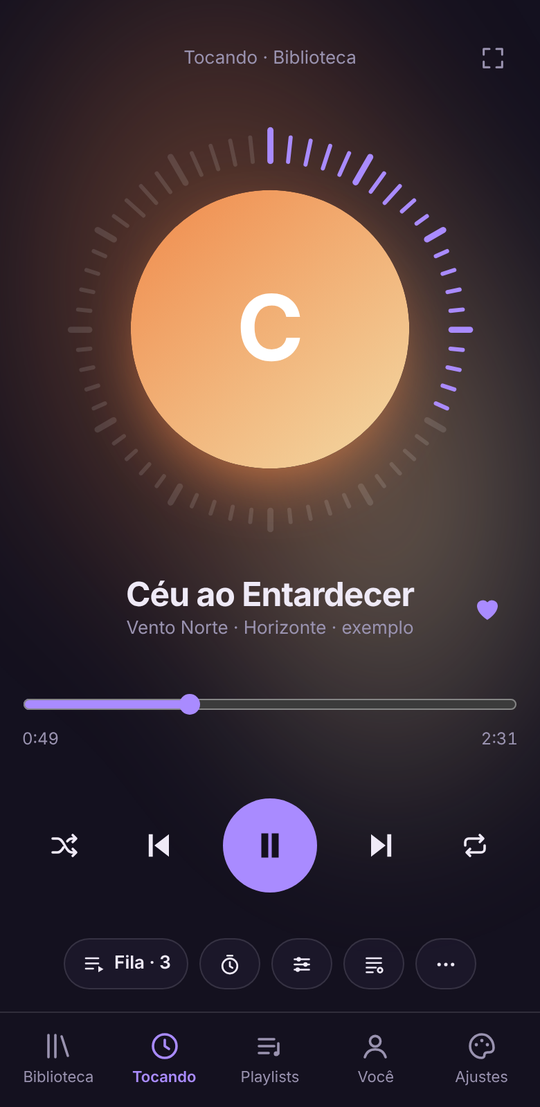 Tocando · Biblioteca
C
Céu ao Entardecer
Vento Norte · Horizonte · exemplo
0:49
2:31
Fila · 3
Biblioteca
Tocando
Playlists
Você
Ajustes